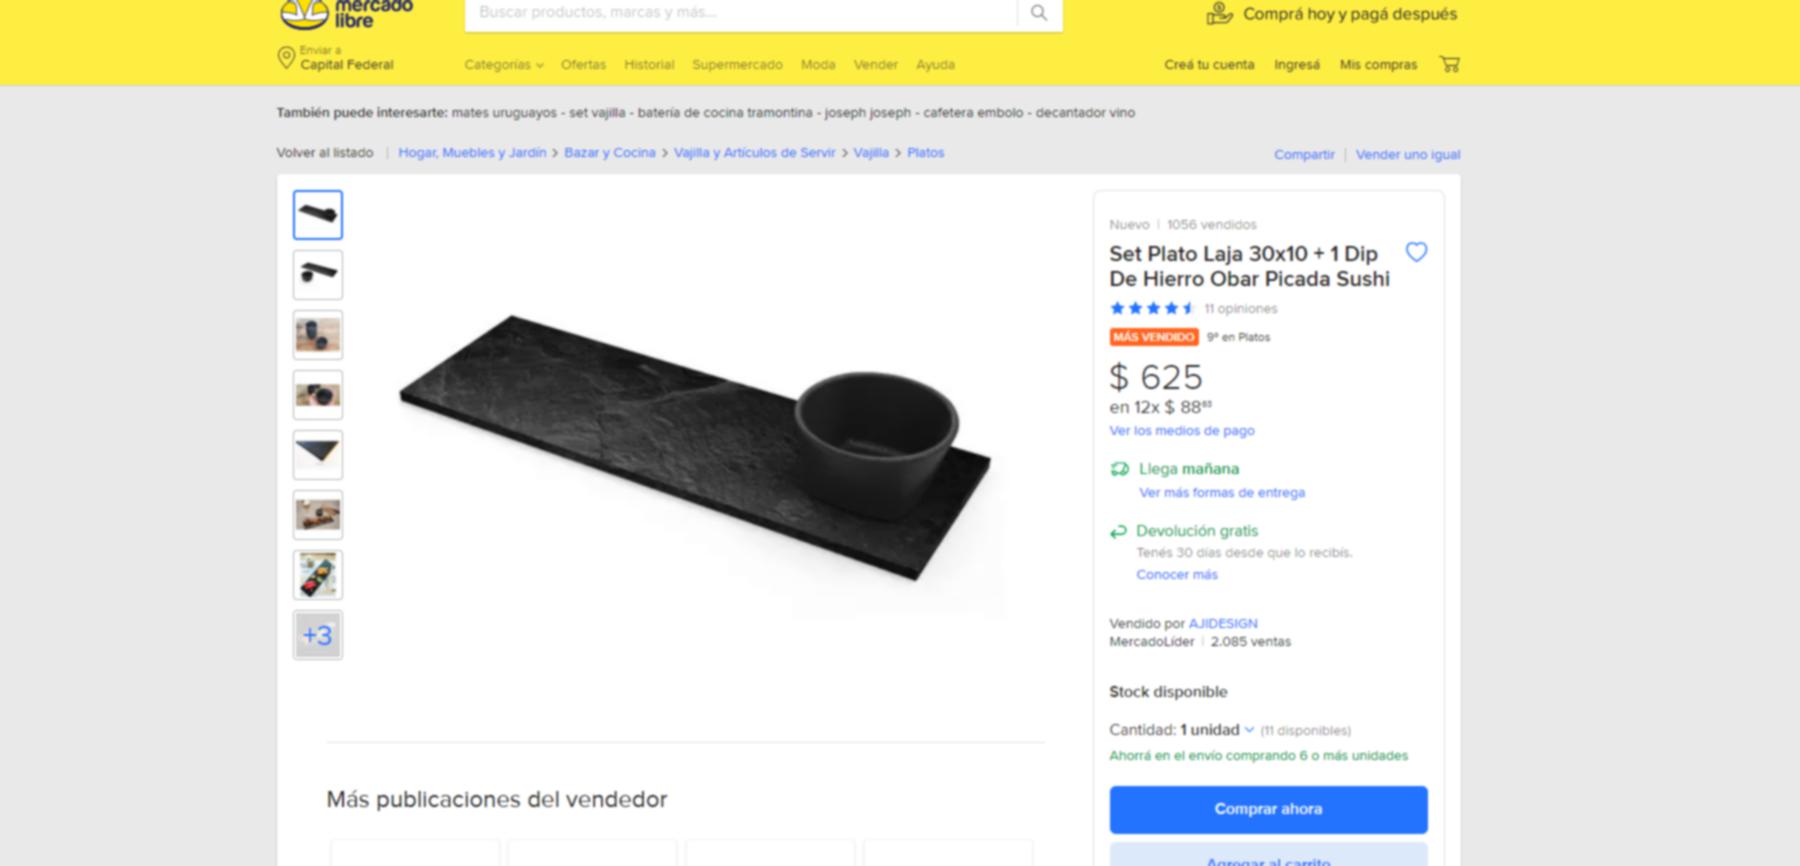 mercado
libre
Buscar productos, marcas y más...
Comprá hoy y pagá después
Enviar a
Capital Federal
Categorías Ofertas Historial Supermercado Moda Vender Ayuda
Creá tu cuenta Ingresá Mis compras
También puede interesarte: mates uruguayos - set vajilla - batería de cocina tramontina - joseph joseph - cafetera embolo - decantador vino
Volver al listado | Hogar, Muebles y Jardín > Bazar y Cocina > Vajilla y Artículos de Servir > Vajilla > Platos
Compartir | Vender uno igual
+3
Nuevo | 1056 vendidos
Set Plato Laja 30x10 + 1 Dip
De Hierro Obar Picada Sushi
11 opiniones
MÁS VENDIDO 9º en Platos
$ 625
en 12x $ 88
Ver los medios de pago
Llega mañana
Ver más formas de entrega
Devolución gratis
Tenés 30 días desde que lo recibís.
Conocer más
Vendido por AJIDESIGN
MercadoLíder | 2.085 ventas
Stock disponible
Cantidad: 1 unidad (11 disponibles)
Ahorrá en el envío comprando 6 o más unidades
Comprar ahora
Agregar al carrito
Más publicaciones del vendedor